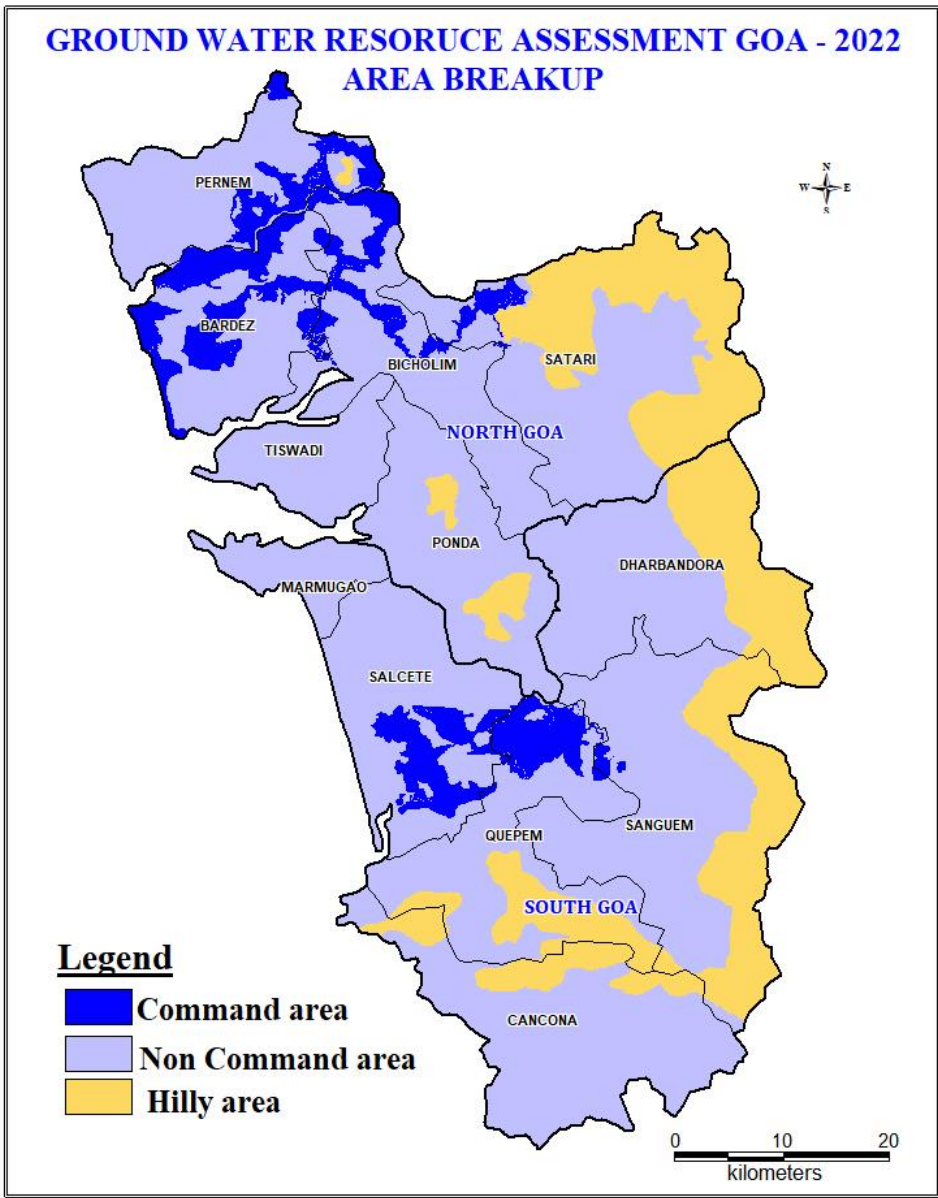 GROUND WATER RESORUCE ASSESSMENT GOA - 2022
AREA BREAKUP
PERNEM
N
W E
S
BARDEZ
BICHOLIM
SATARI
NORTH GOA
TISWADI
PONDA
DHARBANDORA
MARMUGAO
SALCETE
SANGUEM
QUEPEM
SOUTH GOA
CANCONA
Legend
Command area
Non Command area
Hilly area
0 10 20
kilometers